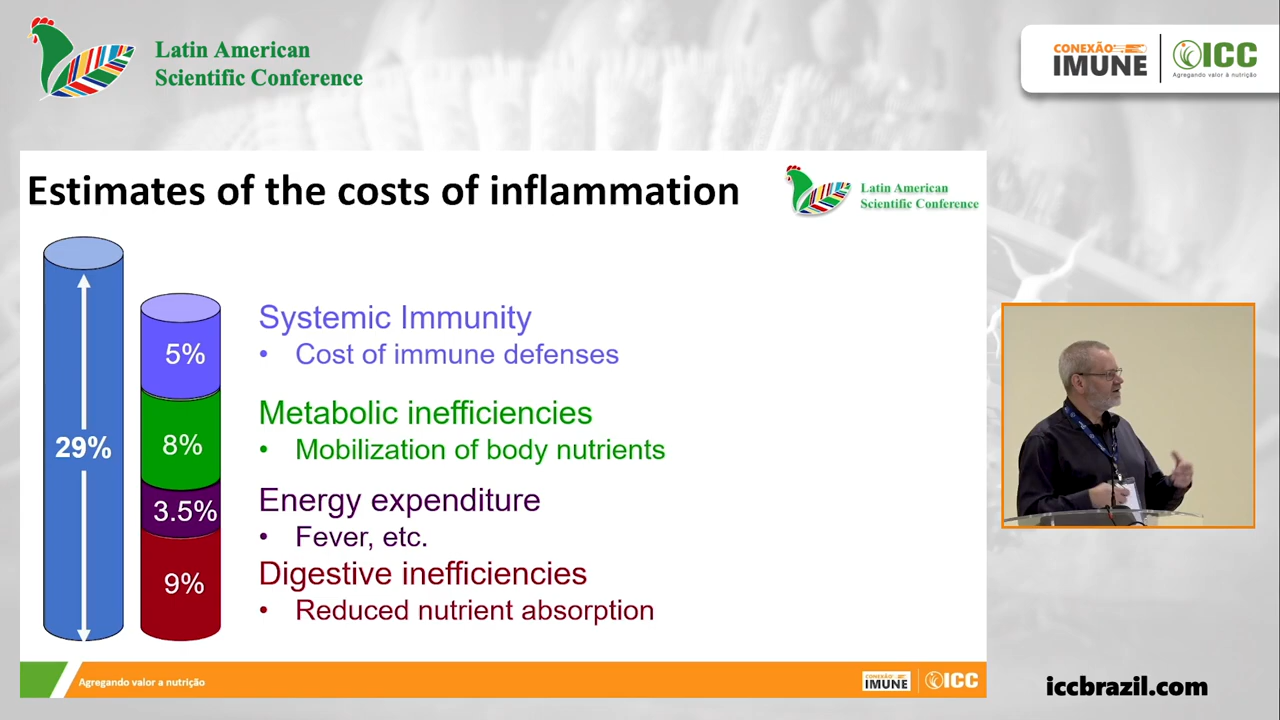 Latin American
Scientific Conference
CONEXÃO
IMUNE
ICC
Agregando valor à nutrição
Estimates of the costs of inflammation
Latin American
Scientific Conference
29%
5%
Systemic Immunity
• Cost of immune defenses
8%
Metabolic inefficiencies
• Mobilization of body nutrients
3.5%
Energy expenditure
• Fever, etc.
9%
Digestive inefficiencies
• Reduced nutrient absorption
Agregando valor a nutrição
CONEXÃO
IMUNE
ICC
iccbrazil.com